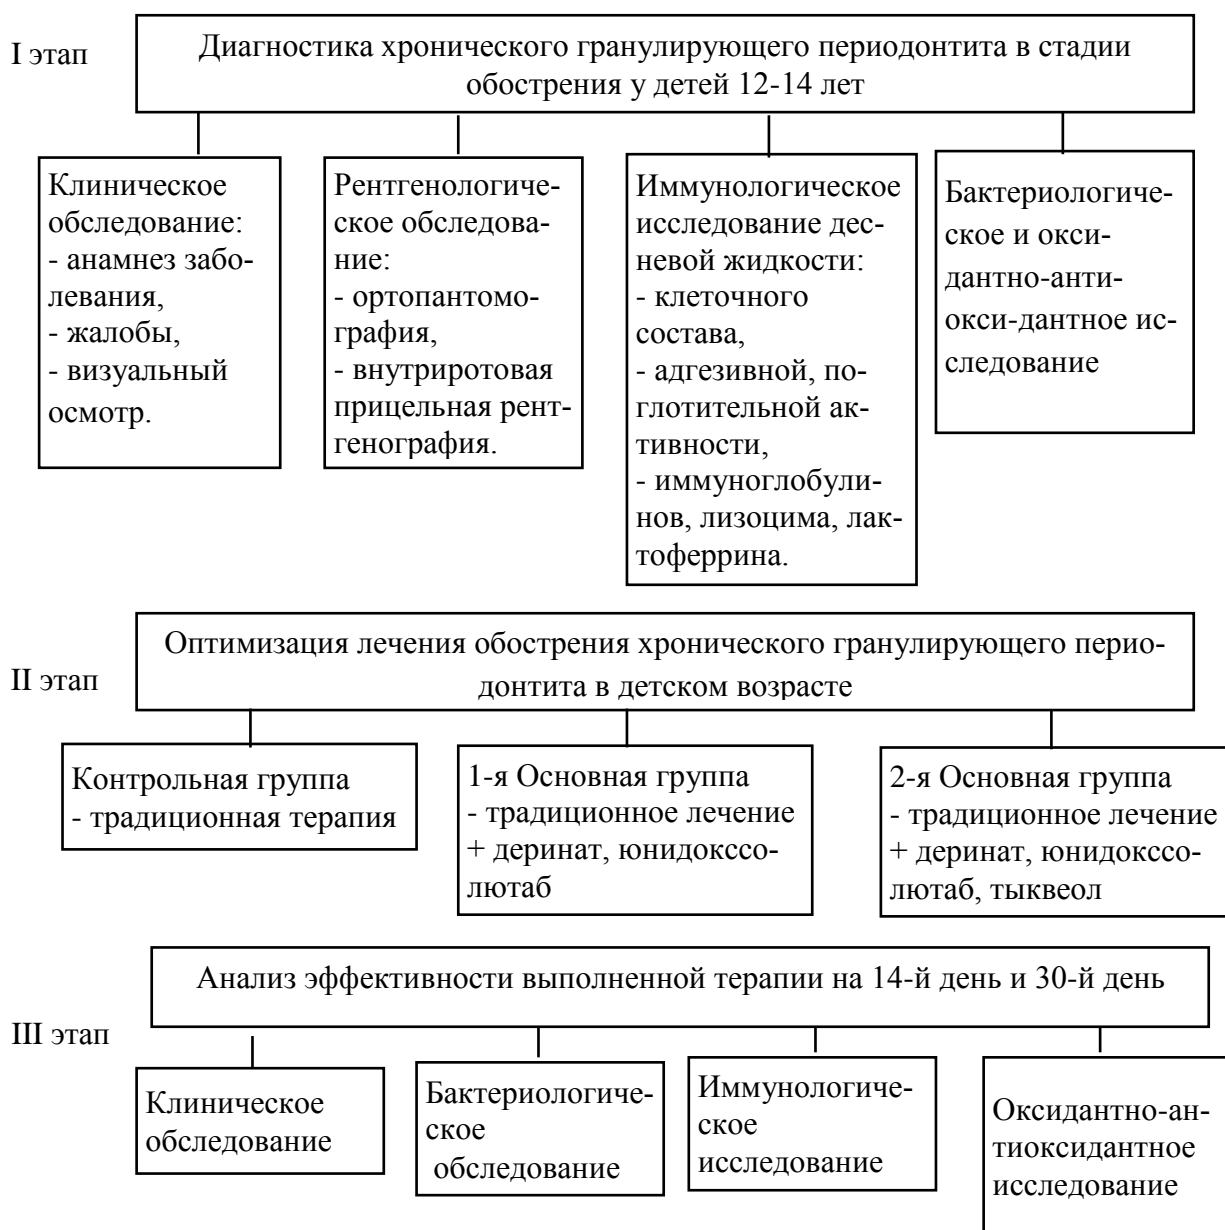 I этап
Диагностика хронического гранулирующего периодонтита в стадии
обострения у детей 12-14 лет
Клиническое
обследование:
- анамнез забо-
левания,
- жалобы,
- визуальный
осмотр.
Рентгенологиче-
ское обследова-
ние:
- ортопантомо-
графия,
- внутриротовая
прицельная рент-
генография.
Иммунологическое
исследование дес-
невой жидкости:
- клеточного
состава,
- адгезивной, по-
глотительной ак-
тивности,
- иммуноглобули-
нов, лизоцима, лак-
тоферрина.
Бактериологиче-
ское и окси-
дантно-анти-
окси-дантное ис-
следование
II этап
Оптимизация лечения обострения хронического гранулирующего перио-
донтита в детском возрасте
Контрольная группа
- традиционная терапия
1-я Основная группа
- традиционное лечение
+ деринат, юнидокссо-
лютаб
2-я Основная группа
- традиционное лечение
+ деринат, юнидокссо-
лютаб, тыквеол
III этап
Анализ эффективности выполненной терапии на 14-й день и 30-й день
Клиническое
обследование
Бактериологиче-
ское
обследование
Иммунологиче-
ское
исследование
Оксидантно-ан-
тиоксидантное
исследование